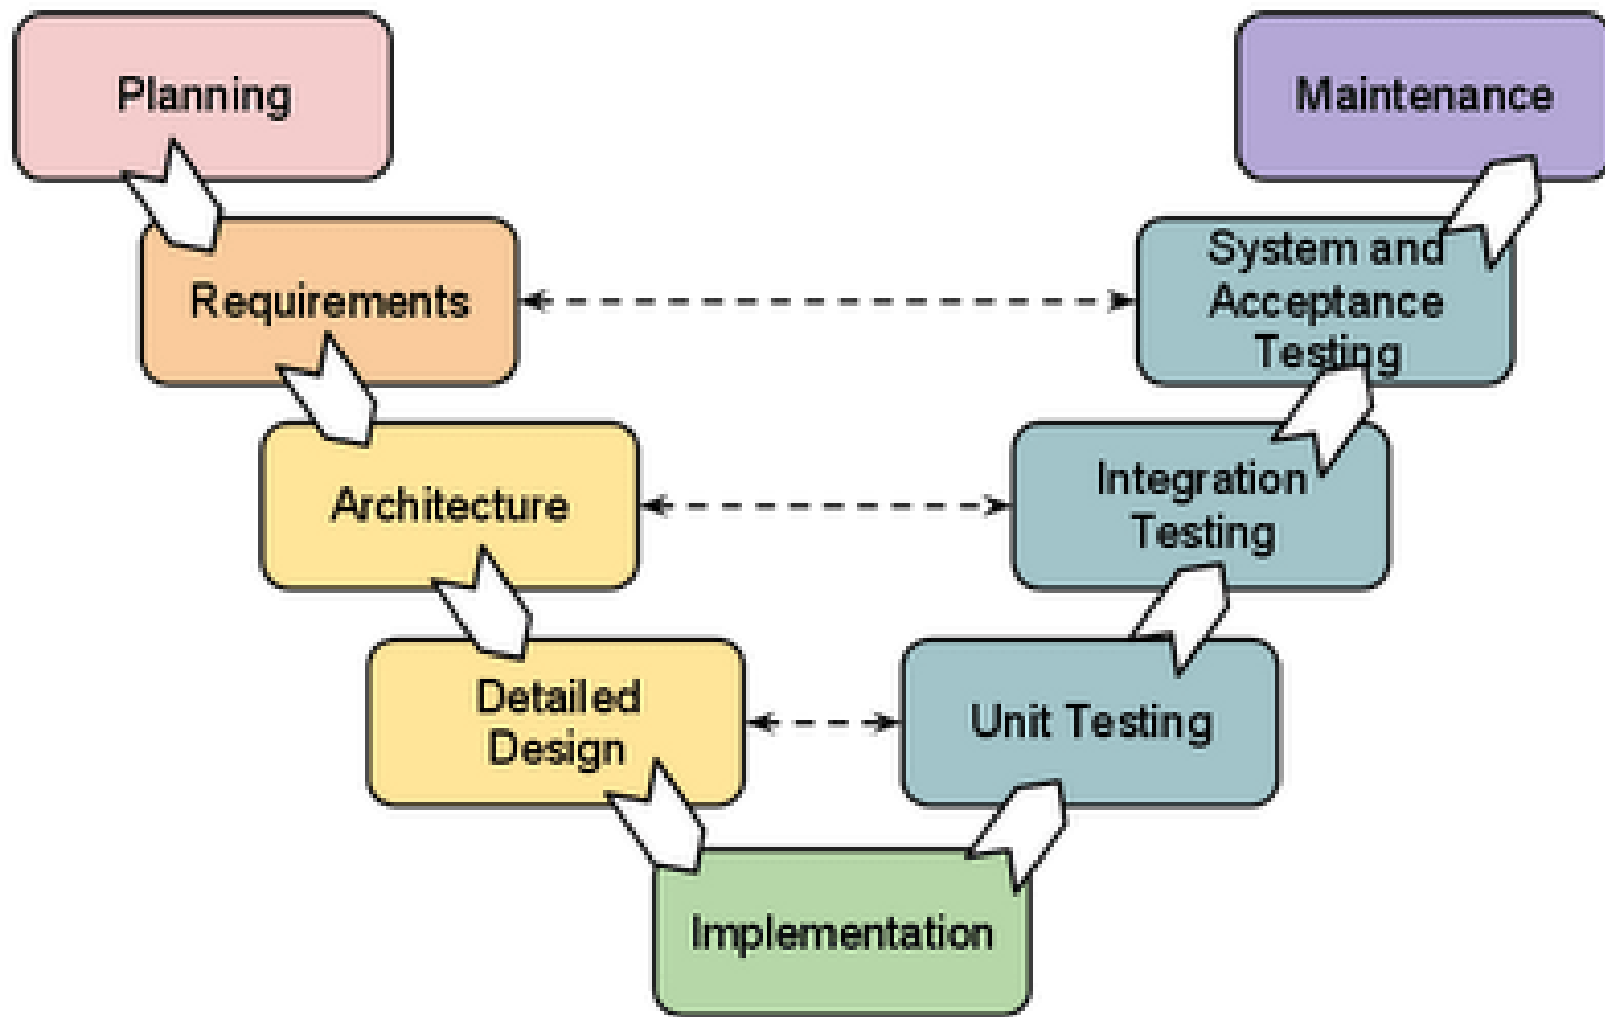 Planning
Maintenance
Requirements
System and
Acceptance
Testing
Architecture
Integration
Testing
Detailed
Design
Unit Testing
Implementation